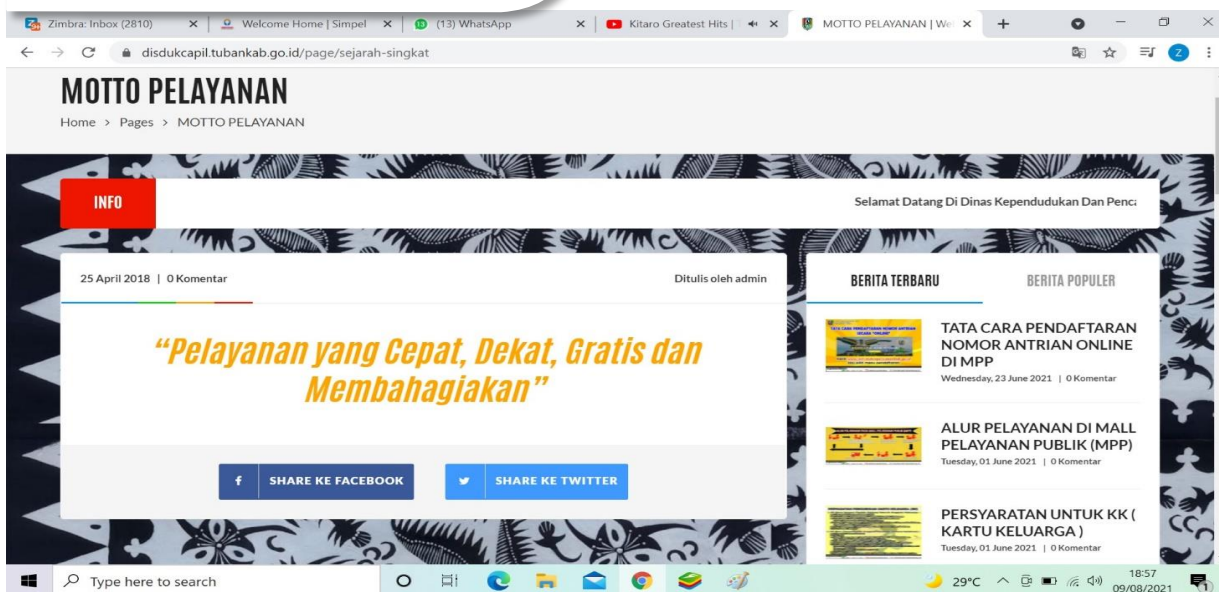 Zimbra: Inbox (2810)
Welcome Home | Simpel
(13) WhatsApp
Kitaro Greatest Hits |
MOTTO PELAYANAN | We
disdukcapil.tubankab.go.id/page/sejarah-singkat
Z
MOTTO PELAYANAN
Home > Pages > MOTTO PELAYANAN
INFO
Selamat Datang Di Dinas Kependudukan Dan Penca
25 April 2018 | 0 Komentar
Ditulis oleh admin
“Pelayanan yang Cepat, Dekat, Gratis dan
Membahagiakan”
f SHARE KE FACEBOOK
SHARE KE TWITTER
BERITA TERBARU
BERITA POPULER
TATA CARA PENDAFTARAN
NOMOR ANTRIAN ONLINE
DI MPP
Wednesday, 23 June 2021 | 0 Komentar
ALUR PELAYANAN DI MALL
PELAYANAN PUBLIK (MPP)
Tuesday, 01 June 2021 | 0 Komentar
PERSYARATAN UNTUK KK (
KARTU KELUARGA )
Tuesday, 01 June 2021 | 0 Komentar
Type here to search
29°C
18:57
09/08/2021